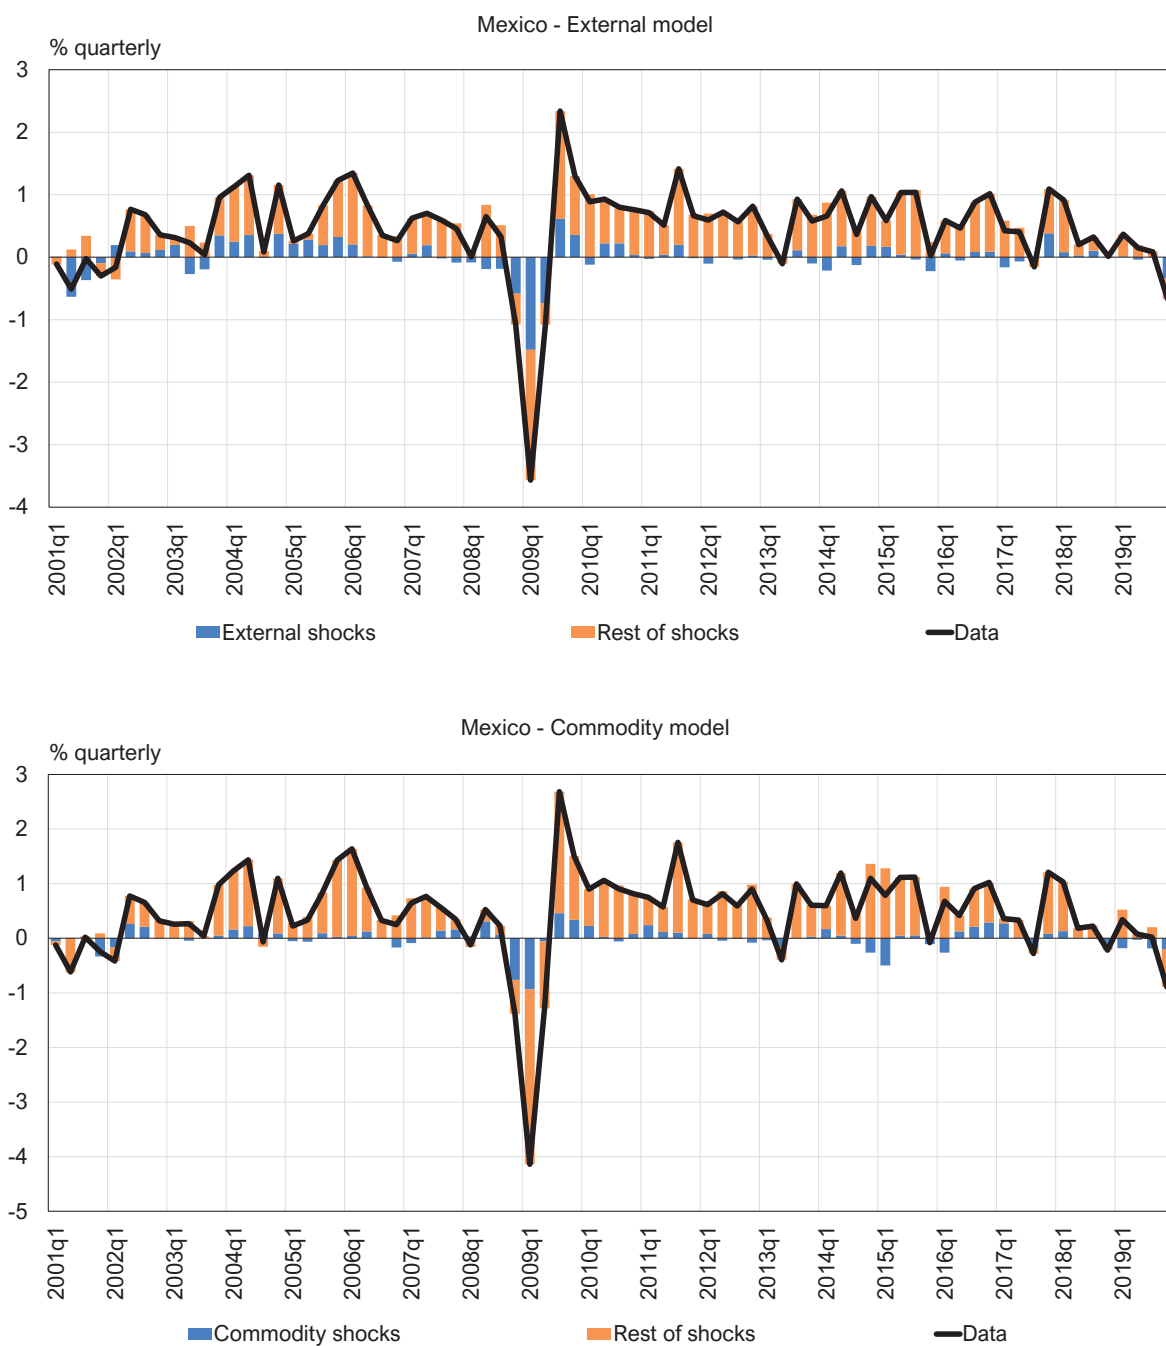 Mexico - External model
% quarterly
3
2
1
0
-1
-2
-3
-4
2001q1
2002q1
2003q1
2004q1
2005q1
2006q1
2007q1
2008q1
2009q1
2010q1
2011q1
2012q1
2013q1
2014q1
2015q1
2016q1
2017q1
2018q1
2019q1
External shocks Rest of shocks Data
Mexico - Commodity model
% quarterly
3
2
1
0
-1
-2
-3
-4
-5
2001q1
2002q1
2003q1
2004q1
2005q1
2006q1
2007q1
2008q1
2009q1
2010q1
2011q1
2012q1
2013q1
2014q1
2015q1
2016q1
2017q1
2018q1
2019q1
Commodity shocks Rest of shocks Data